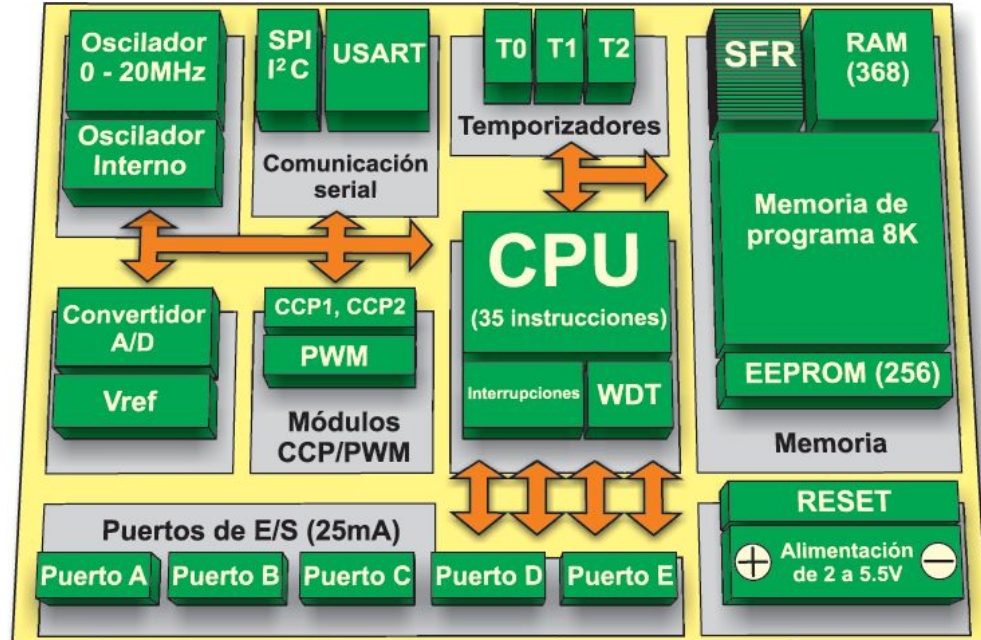 Oscilador
0 - 20MHz
Oscilador
Interno
SPI
I²C
USART
Comunicación
serial
T0
T1
T2
Temporizadores
SFR
RAM
(368)
Memoria de
programa 8K
EEPROM (256)
Memoria
CPU
(35 instrucciones)
Interrupciones
WDT
Convertidor
A/D
Vref
CCP1, CCP2
PWM
Módulos
CCP/PWM
Puertos de E/S (25mA)
Puerto A
Puerto B
Puerto C
Puerto D
Puerto E
RESET
+
Alimentación
de 2 a 5.5V
−